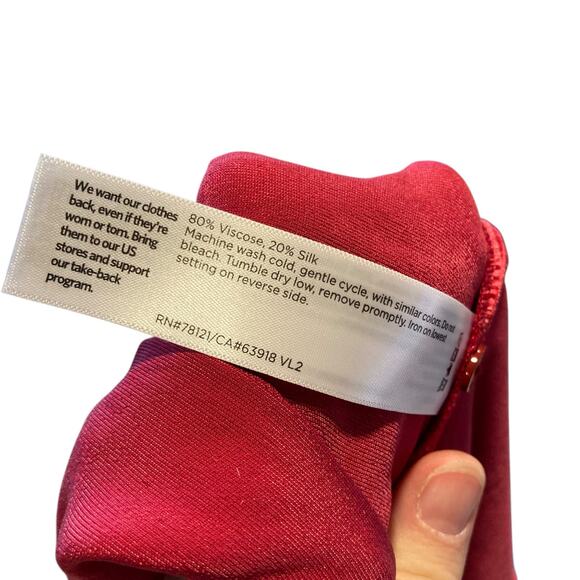 We want our clothes
back, even if they're
worn or torn. Bring
them to our US
stores and support
our take-back
program.
80% Viscose, 20% Silk
Machine wash cold, gentle cycle, with similar colors. Do not
bleach. Tumble dry low, remove promptly. Iron on lowest
setting on reverse side.
RN#78121/CA#63918 VL2